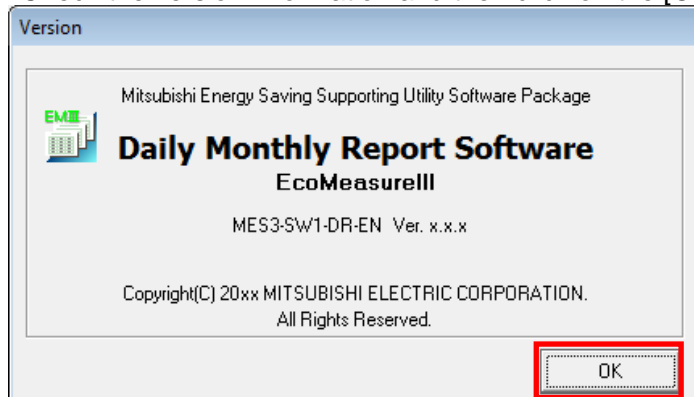 Version
Mitsubishi Energy Saving Supporting Utility Software Package
EMIII
Daily Monthly Report Software
EcoMeasureIII
MES3-SW1-DR-EN Ver. x.x.x
Copyright(C) 20xx MITSUBISHI ELECTRIC CORPORATION.
All Rights Reserved.
OK